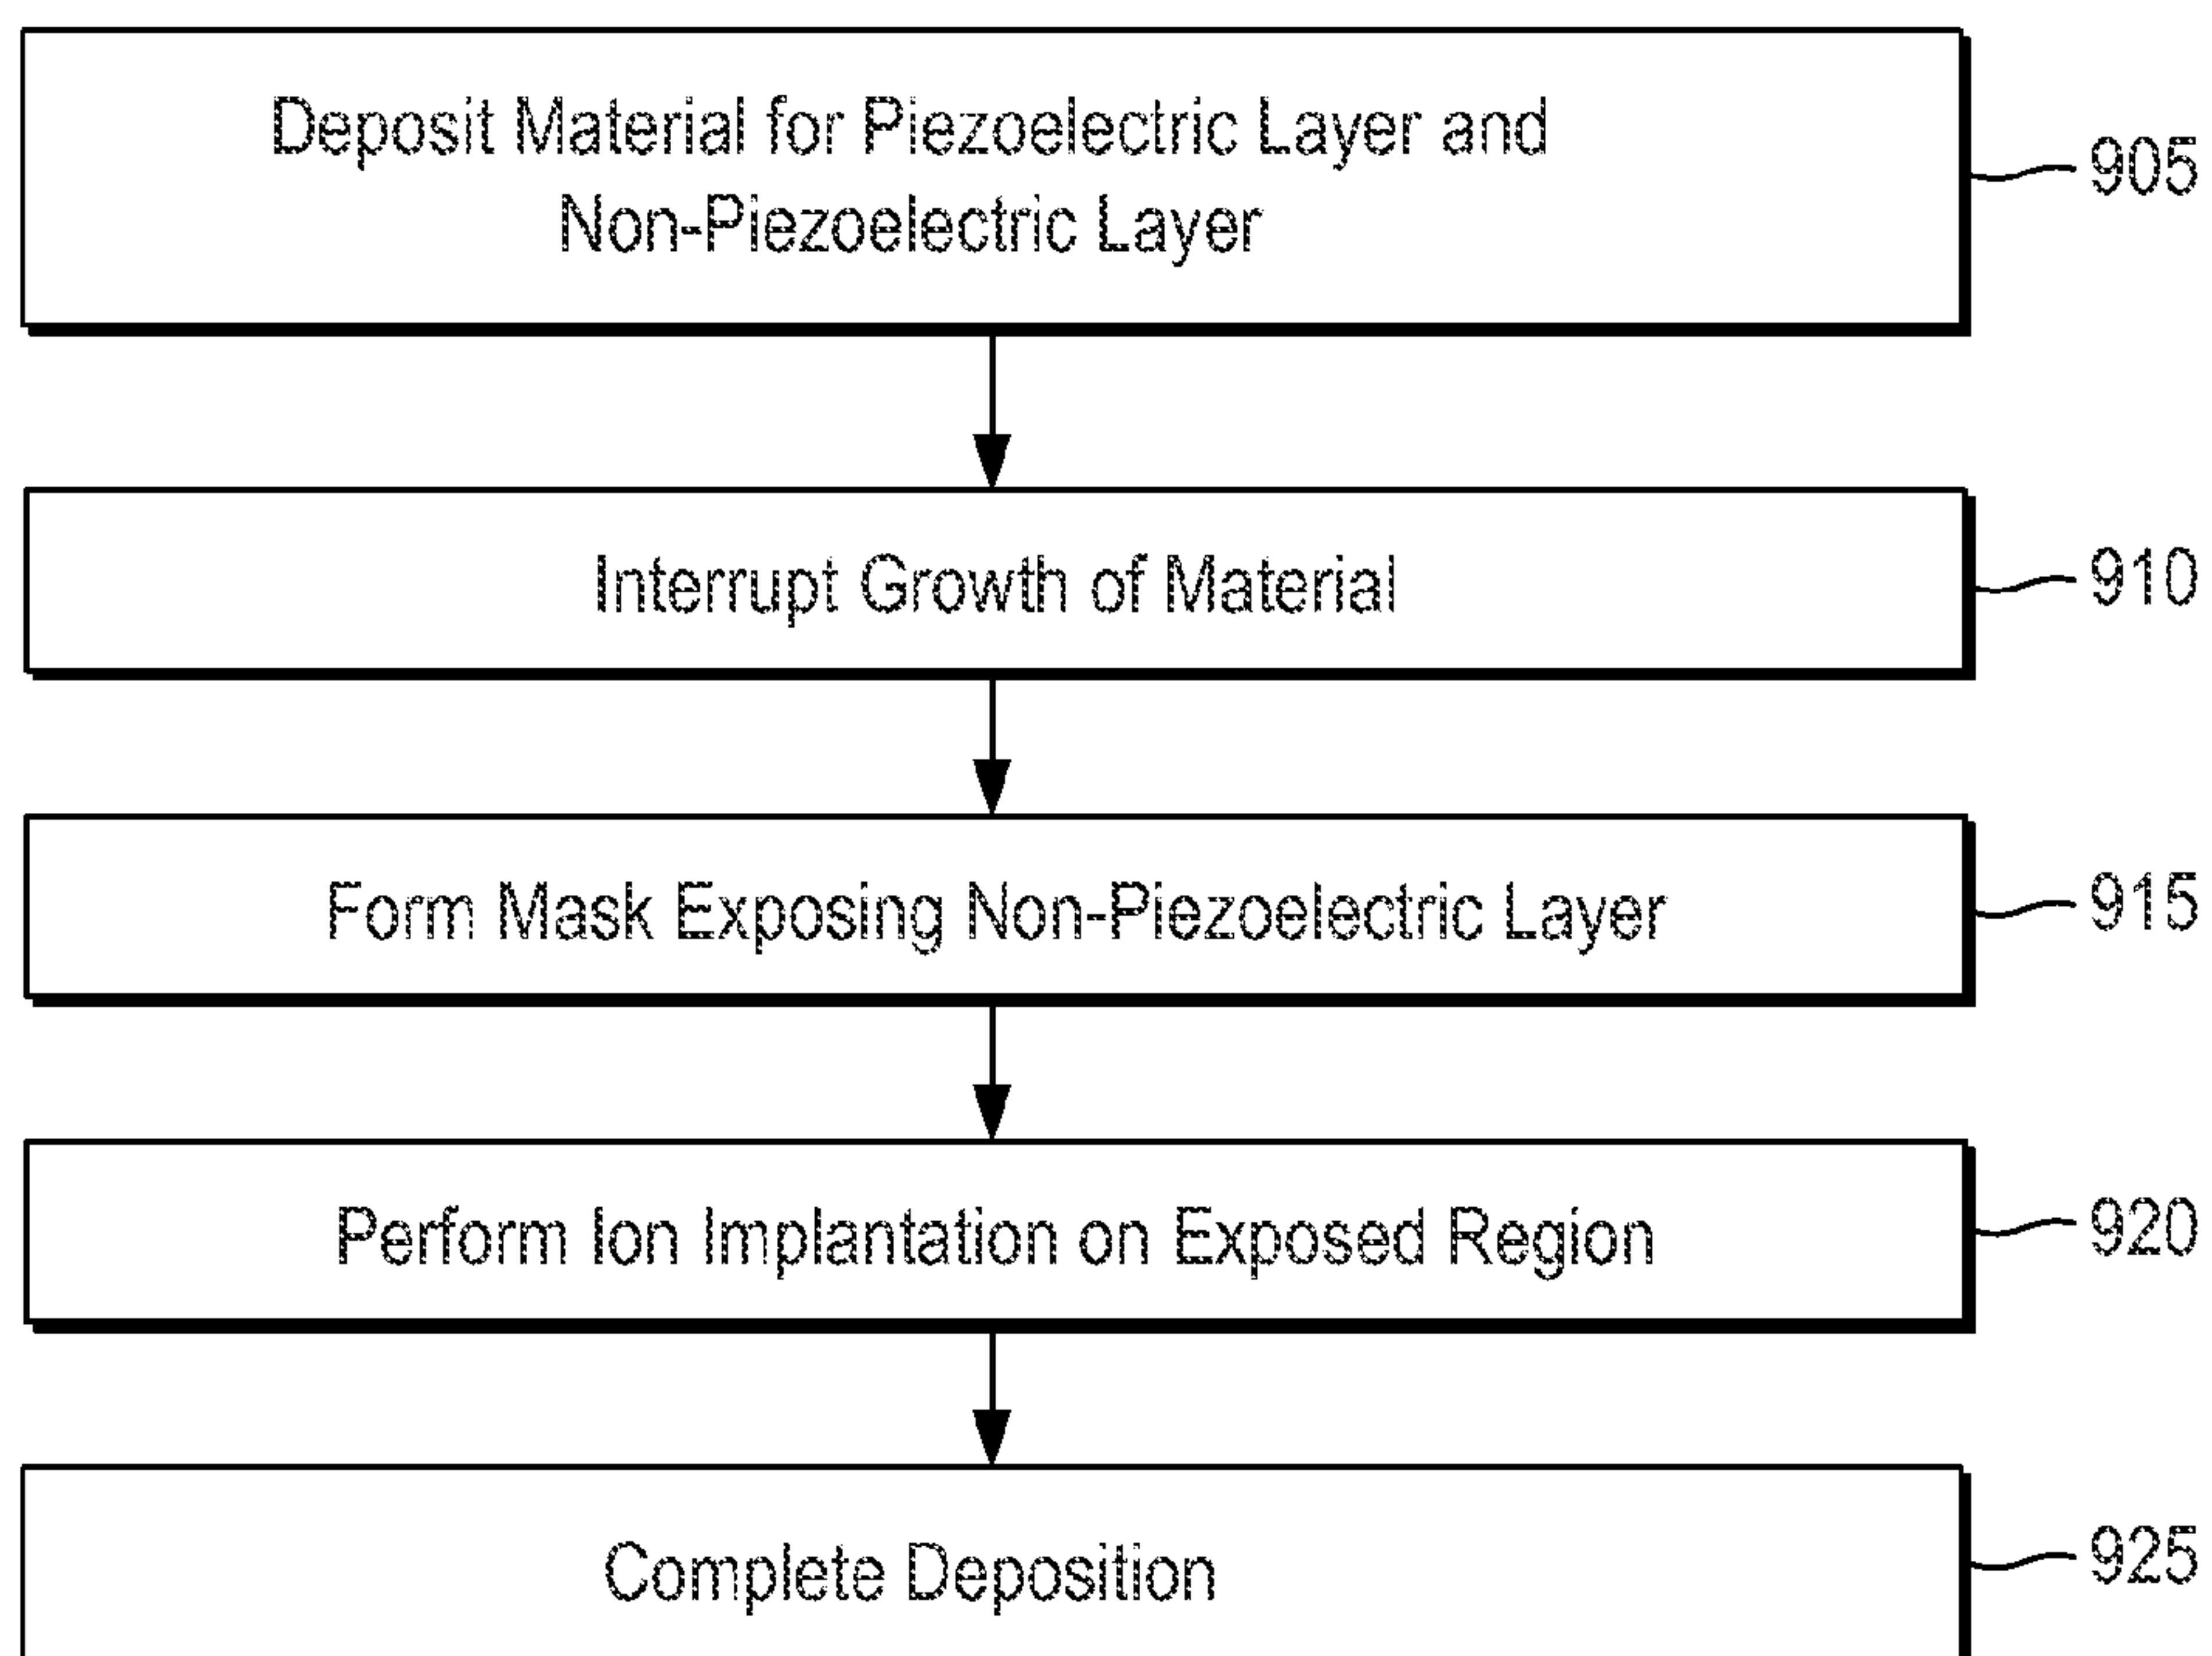 Deposit Material for Piezoelectric Layer and
Non-Piezoelectric Layer
905
Interrupt Growth of Material
910
Form Mask Exposing Non-Piezoelectric Layer
915
Perform Ion Implantation on Exposed Region
920
Complete Deposition
925